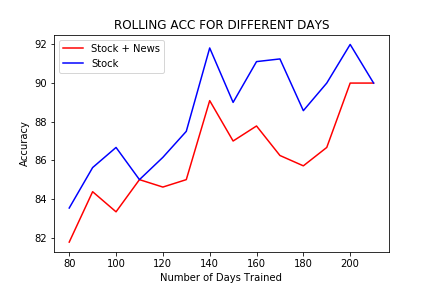 ROLLING ACC FOR DIFFERENT DAYS
Stock + News
Stock
92
90
88
86
84
82
Accuracy
80 100 120 140 160 180 200
Number of Days Trained